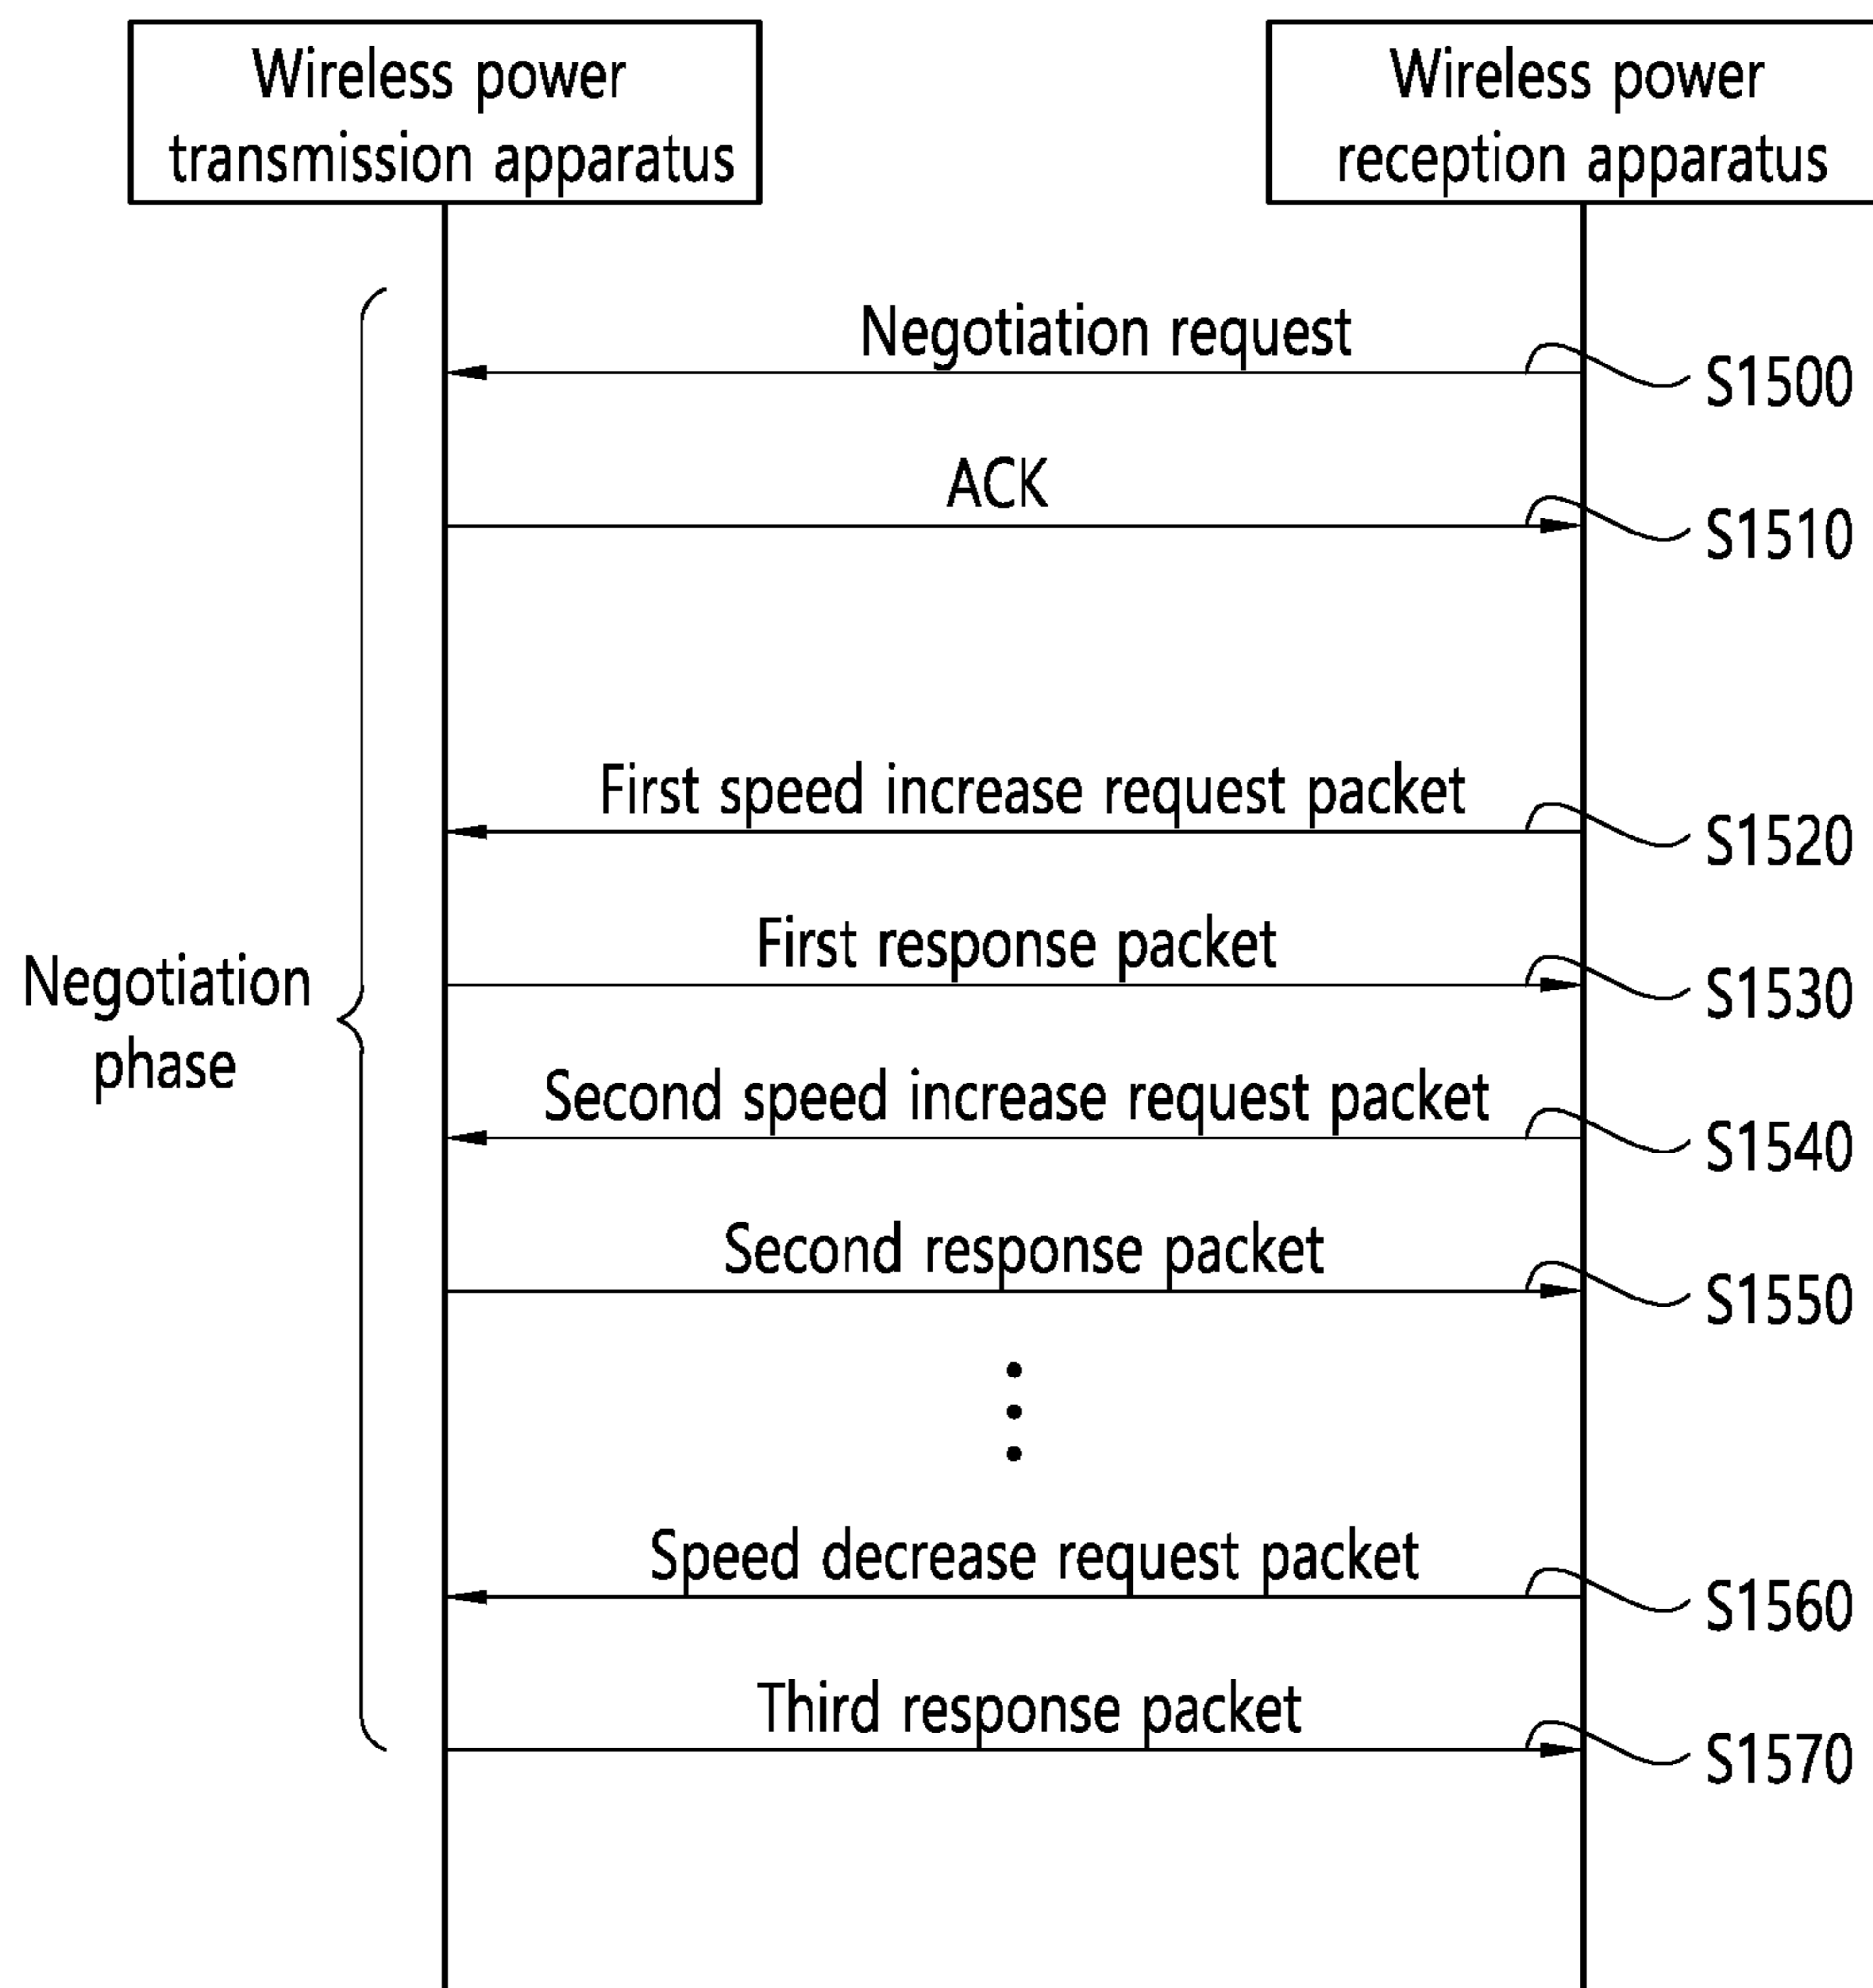 Wireless power
transmission apparatus
Wireless power
reception apparatus
Negotiation request
S1500
ACK
S1510
First speed increase request packet
S1520
First response packet
S1530
Negotiation
phase
Second speed increase request packet
S1540
Second response packet
S1550
Speed decrease request packet
S1560
Third response packet
S1570